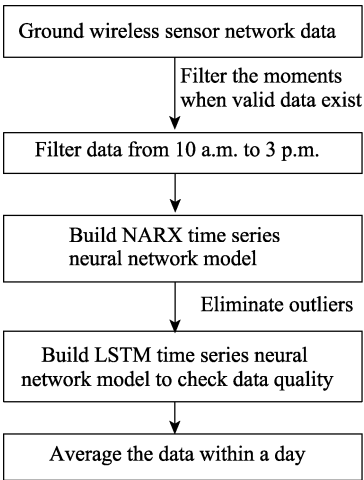 Ground wireless sensor network data
Filter the moments
when valid data exist
Filter data from 10 a.m. to 3 p.m.
Build NARX time series
neural network model
Eliminate outliers
Build LSTM time series neural
network model to check data quality
Average the data within a day